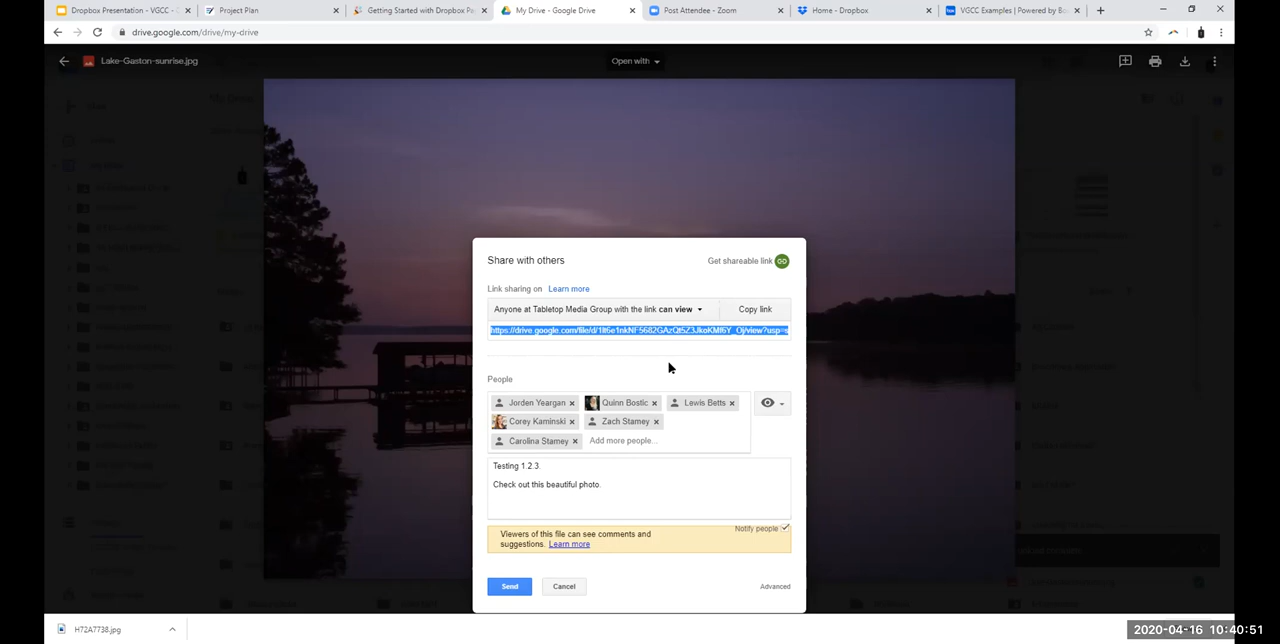 Dropbox Presentation - VGCC - C
Project Plan
Getting Started with Dropbox Pa
My Drive - Google Drive
Post Attendee - Zoom
Home - Dropbox
VGCC Examples | Powered by Bo
drive.google.com/drive/my-drive
Lake-Gaston-sunrise.jpg
Open with
Share with others
Get shareable link
Link sharing on Learn more
Anyone at Tabletop Media Group with the link can view
Copy link
People
Jorden Yeargan
Quinn Bostic
Lewis Betts
Corey Kaminski
Zach Stamey
Carolina Stamey
Add more people...
Testing 1.2.3.
Check out this beautiful photo.
Notify people
Viewers of this file can see comments and
suggestions. Learn more
Send
Cancel
Advanced
H72A7738.jpg
2020-04-16 10:40:51